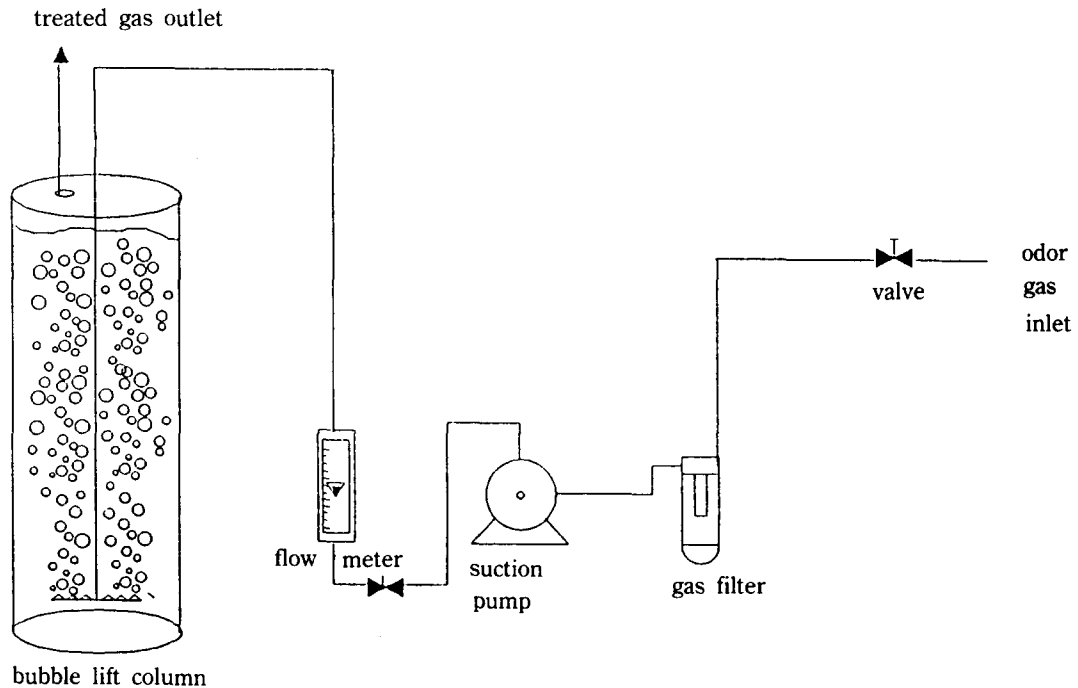 treated gas outlet
odor
gas
inlet
valve
flow meter
suction
pump
gas filter
bubble lift column